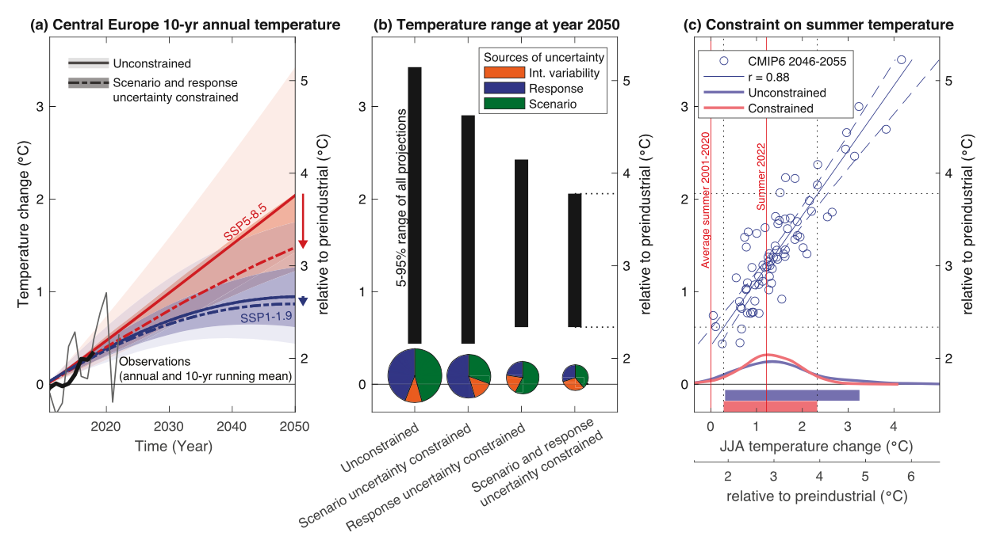 (a) Central Europe 10-yr annual temperature
Unconstrained
Scenario and response
uncertainty constrained
SSP5-8.5
SSP1-1.9
Observations
(annual and 10-yr running mean)
Temperature change (°C)
0
1
2
3
2020
2030
2040
2050
Time (Year)
2
3
4
5
relative to preindustrial (°C)
(b) Temperature range at year 2050
Sources of uncertainty
Int. variability
Response
Scenario
5-95% range of all projections
0
1
2
3
2
3
4
5
relative to preindustrial (°C)
Unconstrained
Scenario uncertainty constrained
Response uncertainty constrained
Scenario and response
uncertainty constrained
(c) Constraint on summer temperature
CMIP6 2046-2055
r = 0.88
Unconstrained
Constrained
Average summer 2001-2020
Summer 2022
0
1
2
3
2
3
4
5
relative to preindustrial (°C)
0
1
2
3
4
JJA temperature change (°C)
2
3
4
5
6
relative to preindustrial (°C)